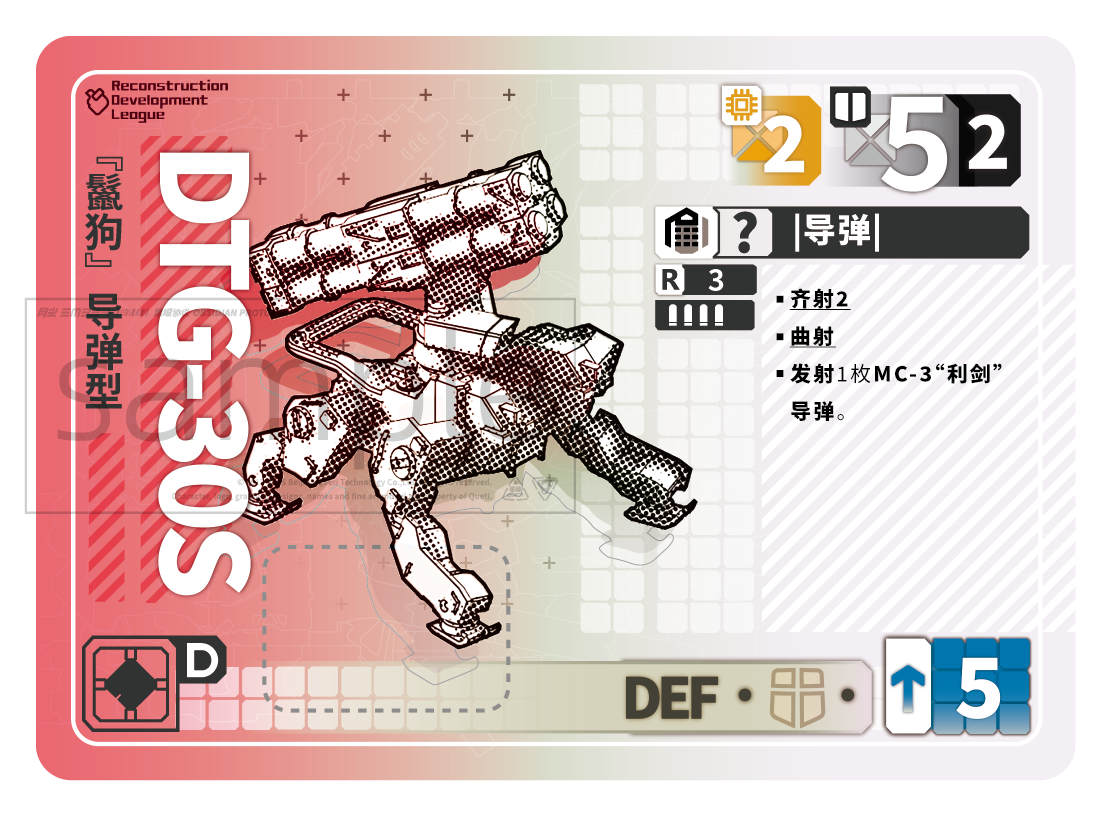 Reconstruction
Development
League
『鬣狗』导弹型
DTG-30S
2
5
2
?
|导弹|
R 3
▪ 齐射2
▪ 曲射
▪ 发射1枚MC-3“利剑”
导弹。
sample
D
DEF • •
5